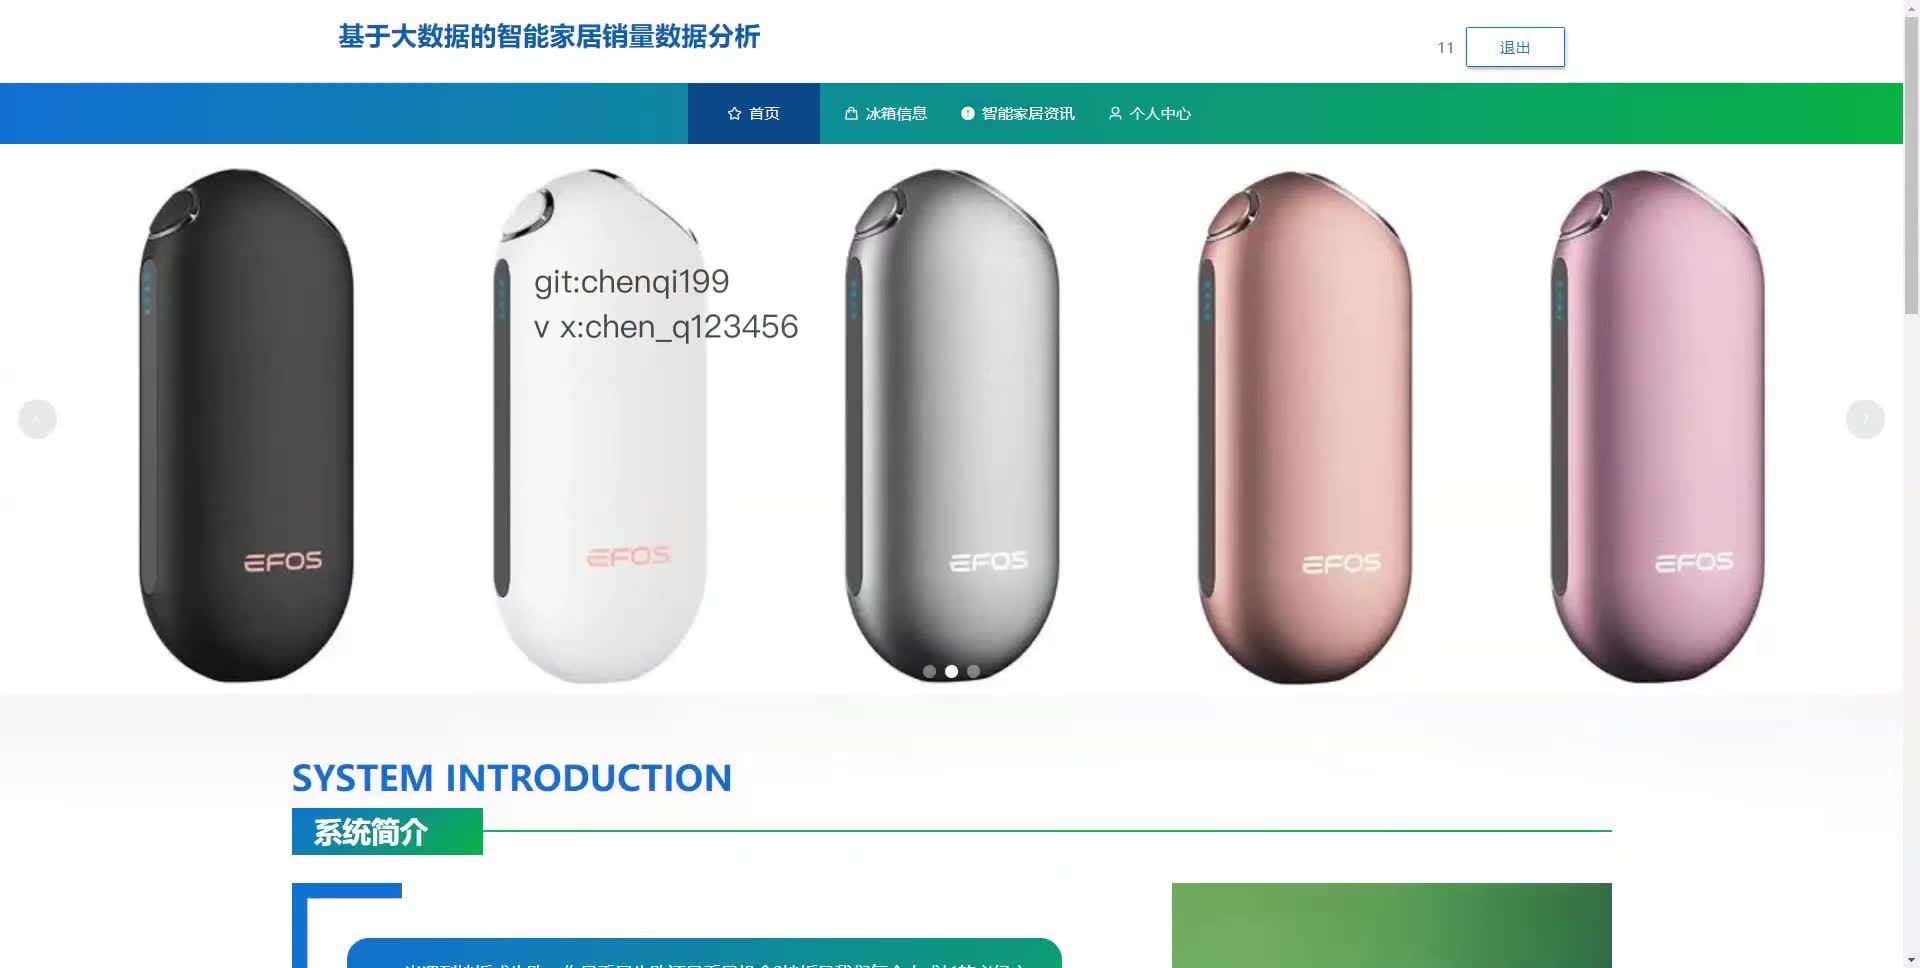 基于大数据的智能家居销量数据分析
11
退出
首页
冰箱信息
智能家居资讯
个人中心
git:chenqi199
v x:chen_q123456
EFOS
EFOS
EFOS
EFOS
EFOS
SYSTEM INTRODUCTION
系统简介